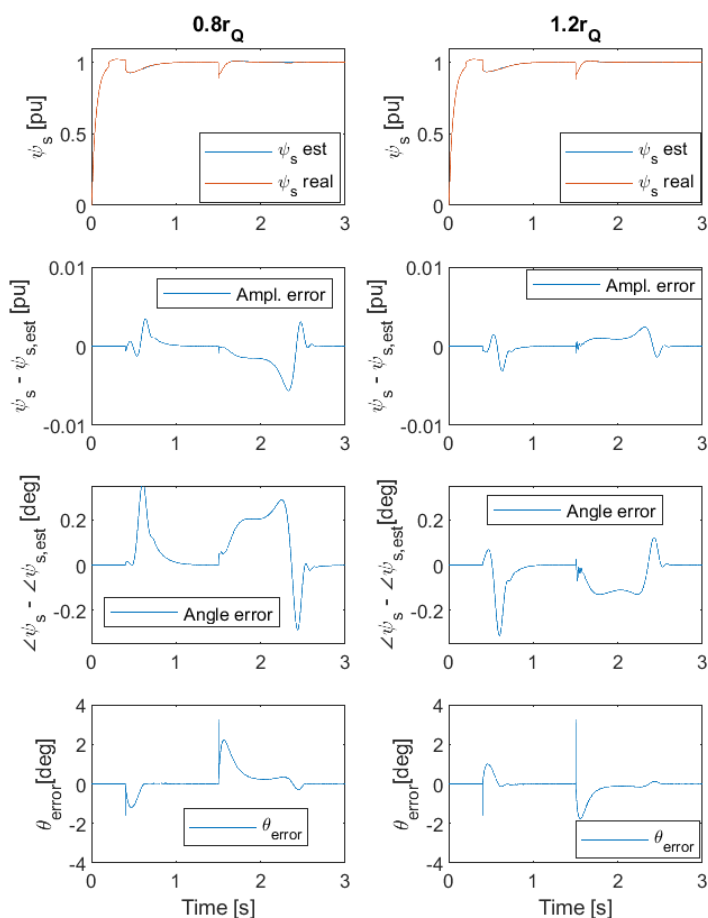 0.8r_Q
1.2r_Q
ψ_s [pu]
1
0.5
0
ψ_s est
ψ_s real
0 1 2 3
ψ_s [pu]
1
0.5
0
ψ_s est
ψ_s real
0 1 2 3
ψ_s - ψ_s,est [pu]
0.01
0
-0.01
Ampl. error
0 1 2 3
ψ_s - ψ_s,est [pu]
0.01
0
-0.01
Ampl. error
0 1 2 3
∠ψ_s - ∠ψ_s,est [deg]
0.2
0
-0.2
Angle error
0 1 2 3
∠ψ_s - ∠ψ_s,est [deg]
0.2
0
-0.2
Angle error
0 1 2 3
θ_error [deg]
4
2
0
-2
-4
θ_error
0 1 2 3
Time [s]
θ_error [deg]
4
2
0
-2
-4
θ_error
0 1 2 3
Time [s]